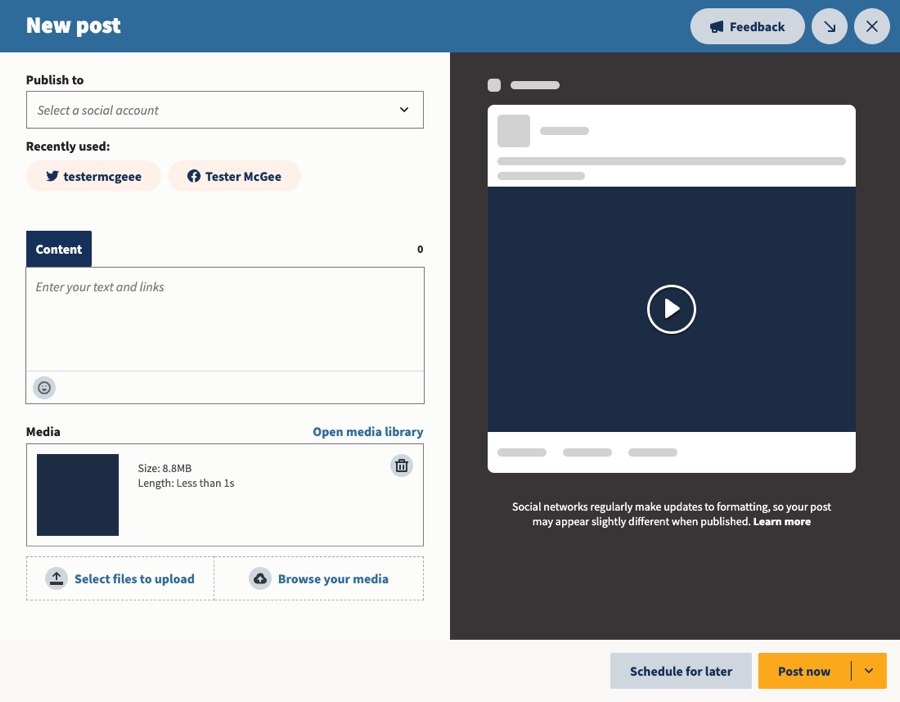 New post
Feedback
Publish to
Select a social account
Recently used:
testermcgeee
Tester McGee
Content
0
Enter your text and links
Media
Open media library
Size: 8.8MB
Length: Less than 1s
Select files to upload
Browse your media
Social networks regularly make updates to formatting, so your post
may appear slightly different when published. Learn more
Schedule for later
Post now